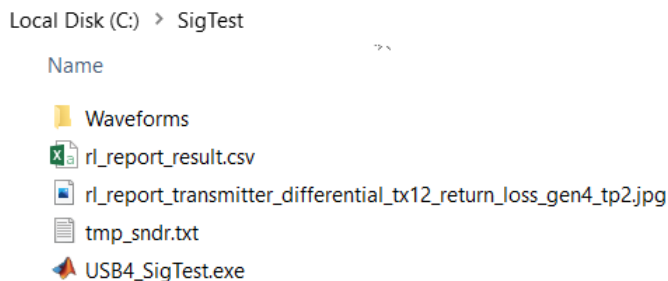 Local Disk (C:) > SigTest
Name
Waveforms
rl_report_result.csv
rl_report_transmitter_differential_tx12_return_loss_gen4_tp2.jpg
tmp_sndr.txt
USB4_SigTest.exe